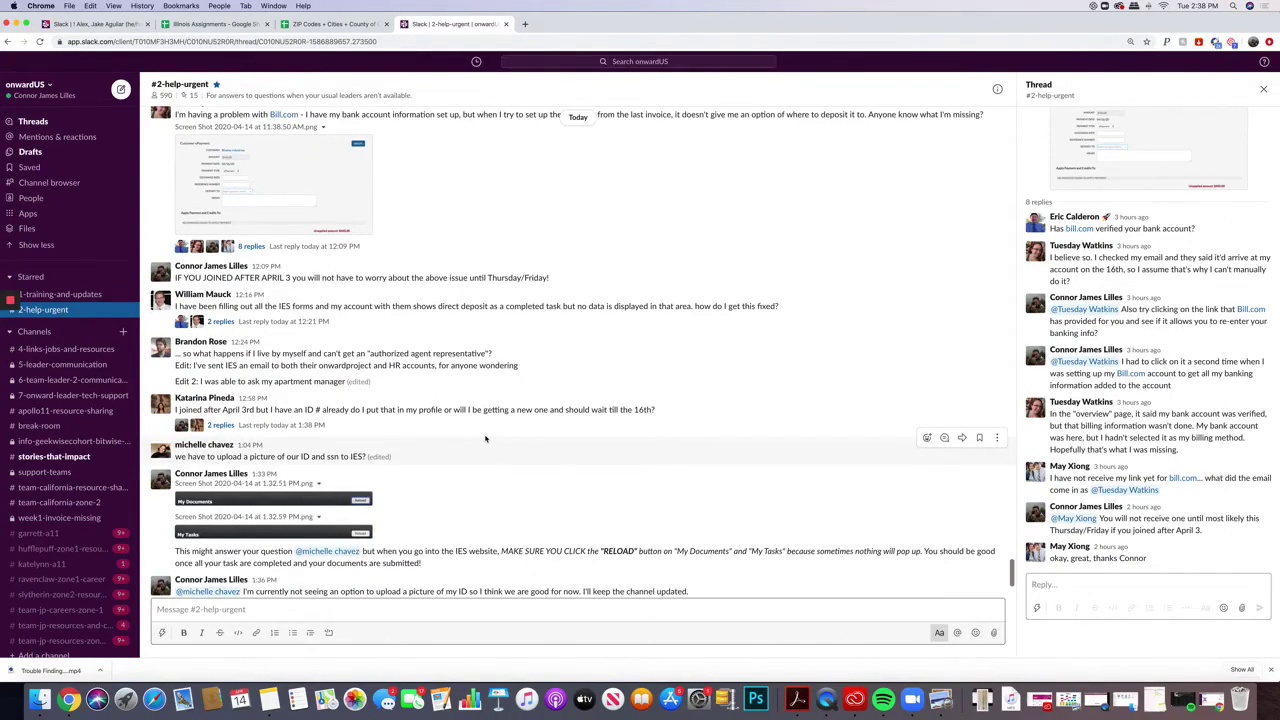 Chrome File Edit View History Bookmarks People Tab Window Help
Tue 2:38 PM
Slack | ! Alex, Jake Aguilar (he/h
Illinois Assignments - Google Sh
ZIP Codes + Cities + County of
Slack | 2-help-urgent | onwardU
app.slack.com/client/T010MF3H3MH/C010NU52R0R/thread/C010NU52R0R-1586889657.273500
Search onwardUS
onwardUS
Connor James Lilles
Threads
Mentions & reactions
Drafts
Saved
Channel browser
People
Apps
Files
Show less
Starred
1-training-and-updates
2-help-urgent
Channels
# 4-links-jobs-and-resources
5-leader-communication
6-team-leader-2-communica...
7-onward-leader-tech-support
# apollo11-resource-sharing
# break-room
info-geekwisecohort-bitwise-...
# stories-that-impact
support-teams
# team-california-resource-sha...
# team-california-zone-2
week1-invoice-missing
# garrett-a11 9+
# hufflepuff-zone1-resou... 9+
# katelynn-a11 1
# ravenclaw-zone1-career 9+
# slytherin-zone2-resour... 9+
# team-jp-careers-zone-1 9+
# team-jp-resources-and-c... 4
# team-jp-resources-zon... 9+
Add a channel
#2-help-urgent
590 15 For answers to questions when your usual leaders aren't available.
I'm having a problem with Bill.com - I have my bank account information set up, but when I try to set up the
Today
from the last invoice, it doesn't give me an option of where to deposit it to. Anyone know what I'm missing?
Screen Shot 2020-04-14 at 11.38.50 AM.png
Customer ePayment
Apply Payment and Credits To:
8 replies Last reply today at 12:09 PM
Connor James Lilles 12:09 PM
IF YOU JOINED AFTER APRIL 3 you will not have to worry about the above issue until Thursday/Friday!
William Mauck 12:16 PM
I have been filling out all the IES forms and my account with them shows direct deposit as a completed task but no data is displayed in that area. how do I get this fixed?
2 replies Last reply today at 12:21 PM
Brandon Rose 12:24 PM
... so what happens if I live by myself and can't get an "authorized agent representative"?
Edit: I've sent IES an email to both their onwardproject and HR accounts, for anyone wondering
Edit 2: I was able to ask my apartment manager (edited)
Katarina Pineda 12:58 PM
I joined after April 3rd but I have an ID # already do I put that in my profile or will I be getting a new one and should wait till the 16th?
2 replies Last reply today at 1:38 PM
michelle chavez 1:04 PM
we have to upload a picture of our ID and ssn to IES? (edited)
Connor James Lilles 1:33 PM
Screen Shot 2020-04-14 at 1.32.51 PM.png
My Documents Reload
Screen Shot 2020-04-14 at 1.32.59 PM.png
My Tasks Reload
This might answer your question @michelle chavez but when you go into the IES website, MAKE SURE YOU CLICK the "RELOAD" button on "My Documents" and "My Tasks" because sometimes nothing will pop up. You should be good
once all your task are completed and your documents are submitted!
Connor James Lilles 1:36 PM
@michelle chavez I'm currently not seeing an option to upload a picture of my ID so I think we are good for now. I'll keep the channel updated.
Message #2-help-urgent
Aa
Thread
#2-help-urgent
Apply Payment and Credits To:
8 replies
Eric Calderon 3 hours ago
Has bill.com verified your bank account?
Tuesday Watkins 3 hours ago
I believe so. I checked my email and they said it'd arrive at my
account on the 16th, so I assume that's why I can't manually
do it?
Connor James Lilles 3 hours ago
@Tuesday Watkins Also try clicking on the link that Bill.com
has provided for you and see if it allows you to re-enter your
banking info?
Connor James Lilles 3 hours ago
@Tuesday Watkins I had to click on it a second time when I
was setting up my Bill.com account to get all my banking
information added to the account
Tuesday Watkins 3 hours ago
In the "overview" page, it said my bank account was verified,
but that billing information wasn't done. My bank account
was here, but I hadn't selected it as my billing method.
Hopefully that's what I was missing.
May Xiong 3 hours ago
I have not receive my link yet for bill.com... what did the email
come in as @Tuesday Watkins
Connor James Lilles 2 hours ago
@May Xiong You will not receive one until most likely this
Thursday/Friday if you joined after April 3.
May Xiong 2 hours ago
okay, great, thanks Connor
Reply...
Aa
Trouble Finding....mp4
Show All